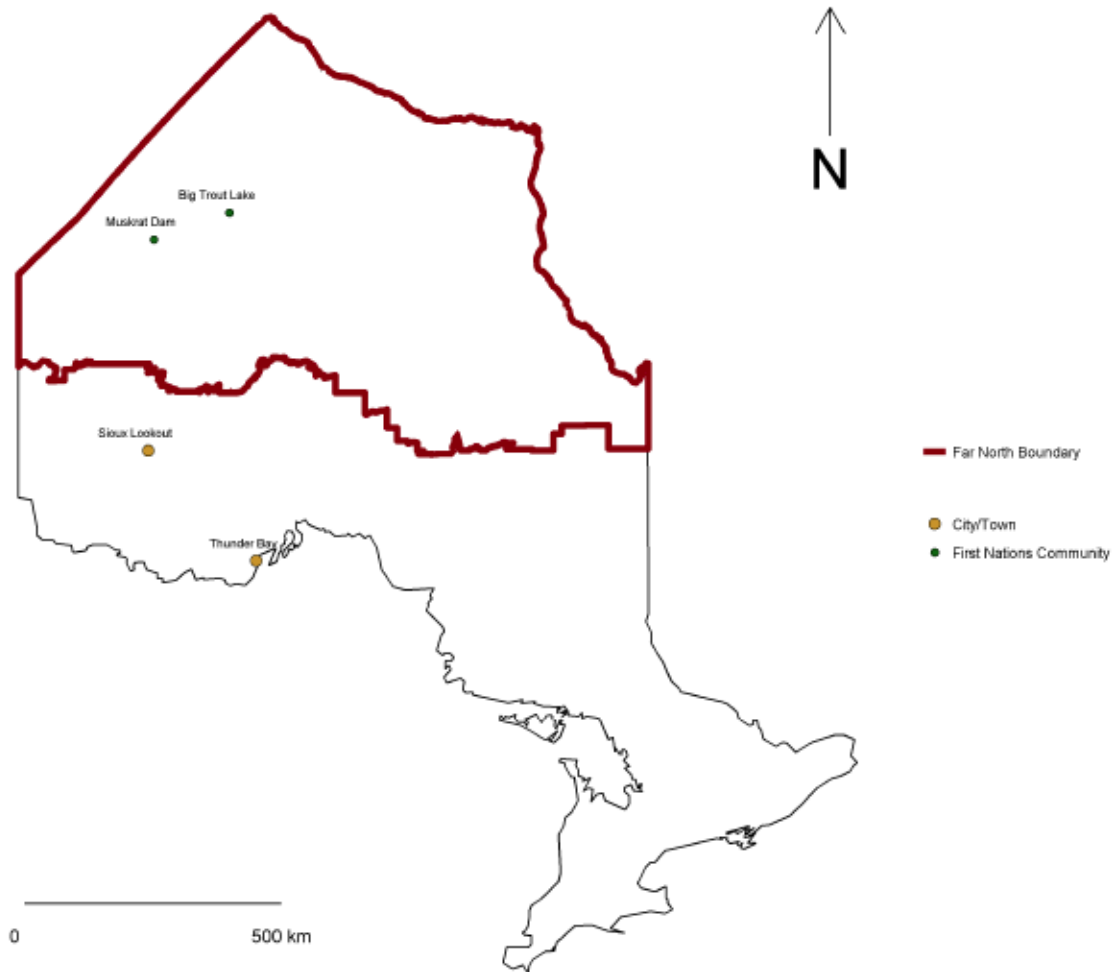 N
Big Trout Lake
Muskrat Dam
Sioux Lookout
Far North Boundary
City/Town
Thunder Bay
First Nations Community
0 500 km